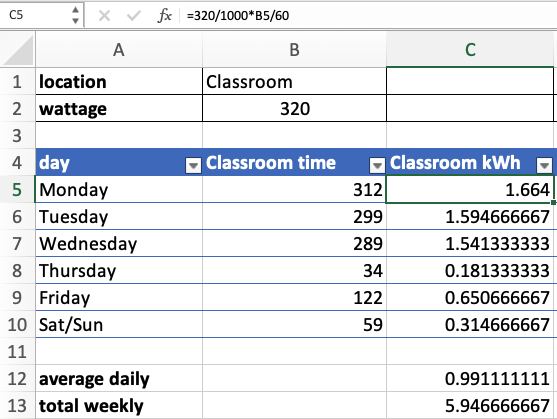 C5 fx =320/1000*B5/60
A B C
1 location Classroom
2 wattage 320
3
4 day Classroom time Classroom kWh
5 Monday 312 1.664
6 Tuesday 299 1.594666667
7 Wednesday 289 1.541333333
8 Thursday 34 0.181333333
9 Friday 122 0.650666667
10 Sat/Sun 59 0.314666667
11
12 average daily 0.991111111
13 total weekly 5.946666667